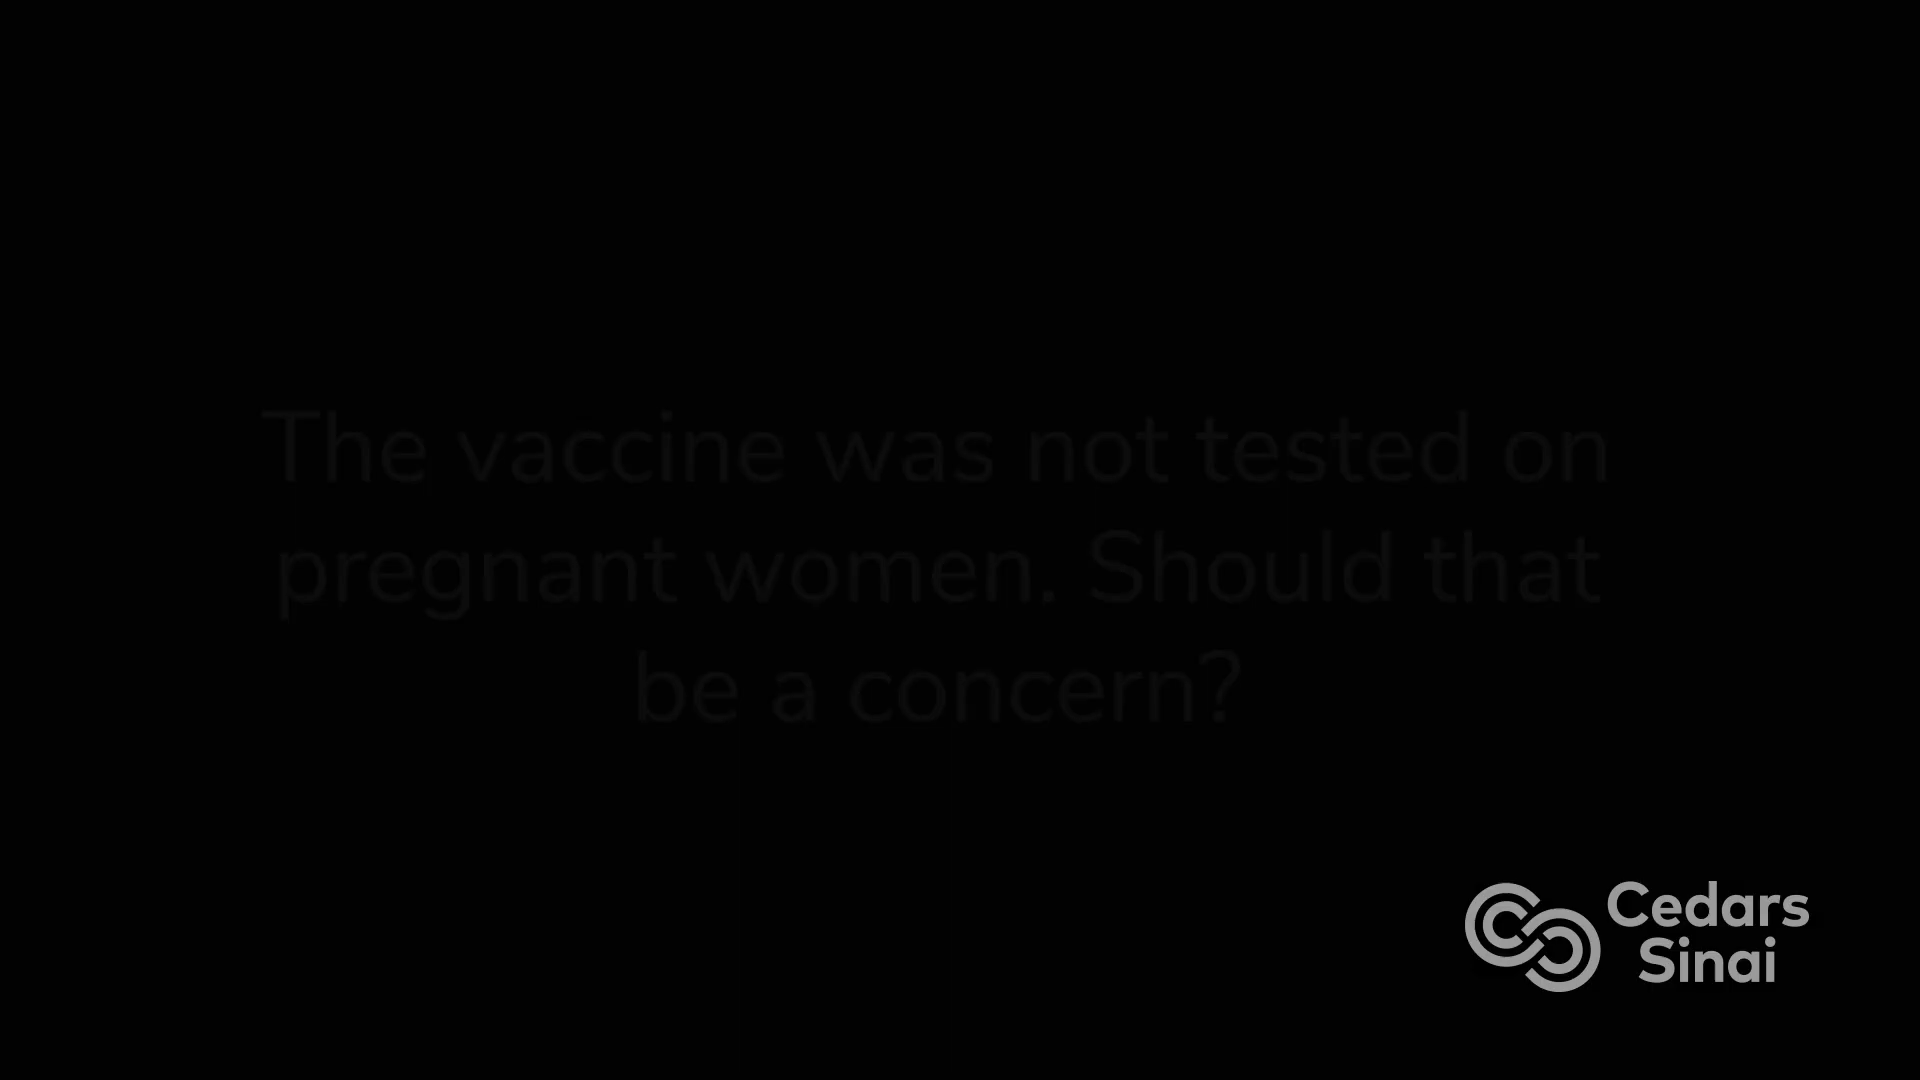 The vaccine was not tested on
pregnant women. Should that
be a concern?
Cedars
Sinai